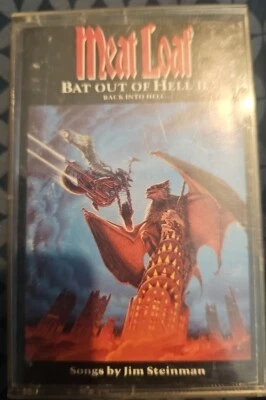 Meat Loaf
BAT OUT OF HELL II
BACK INTO HELL...
Songs by Jim Steinman